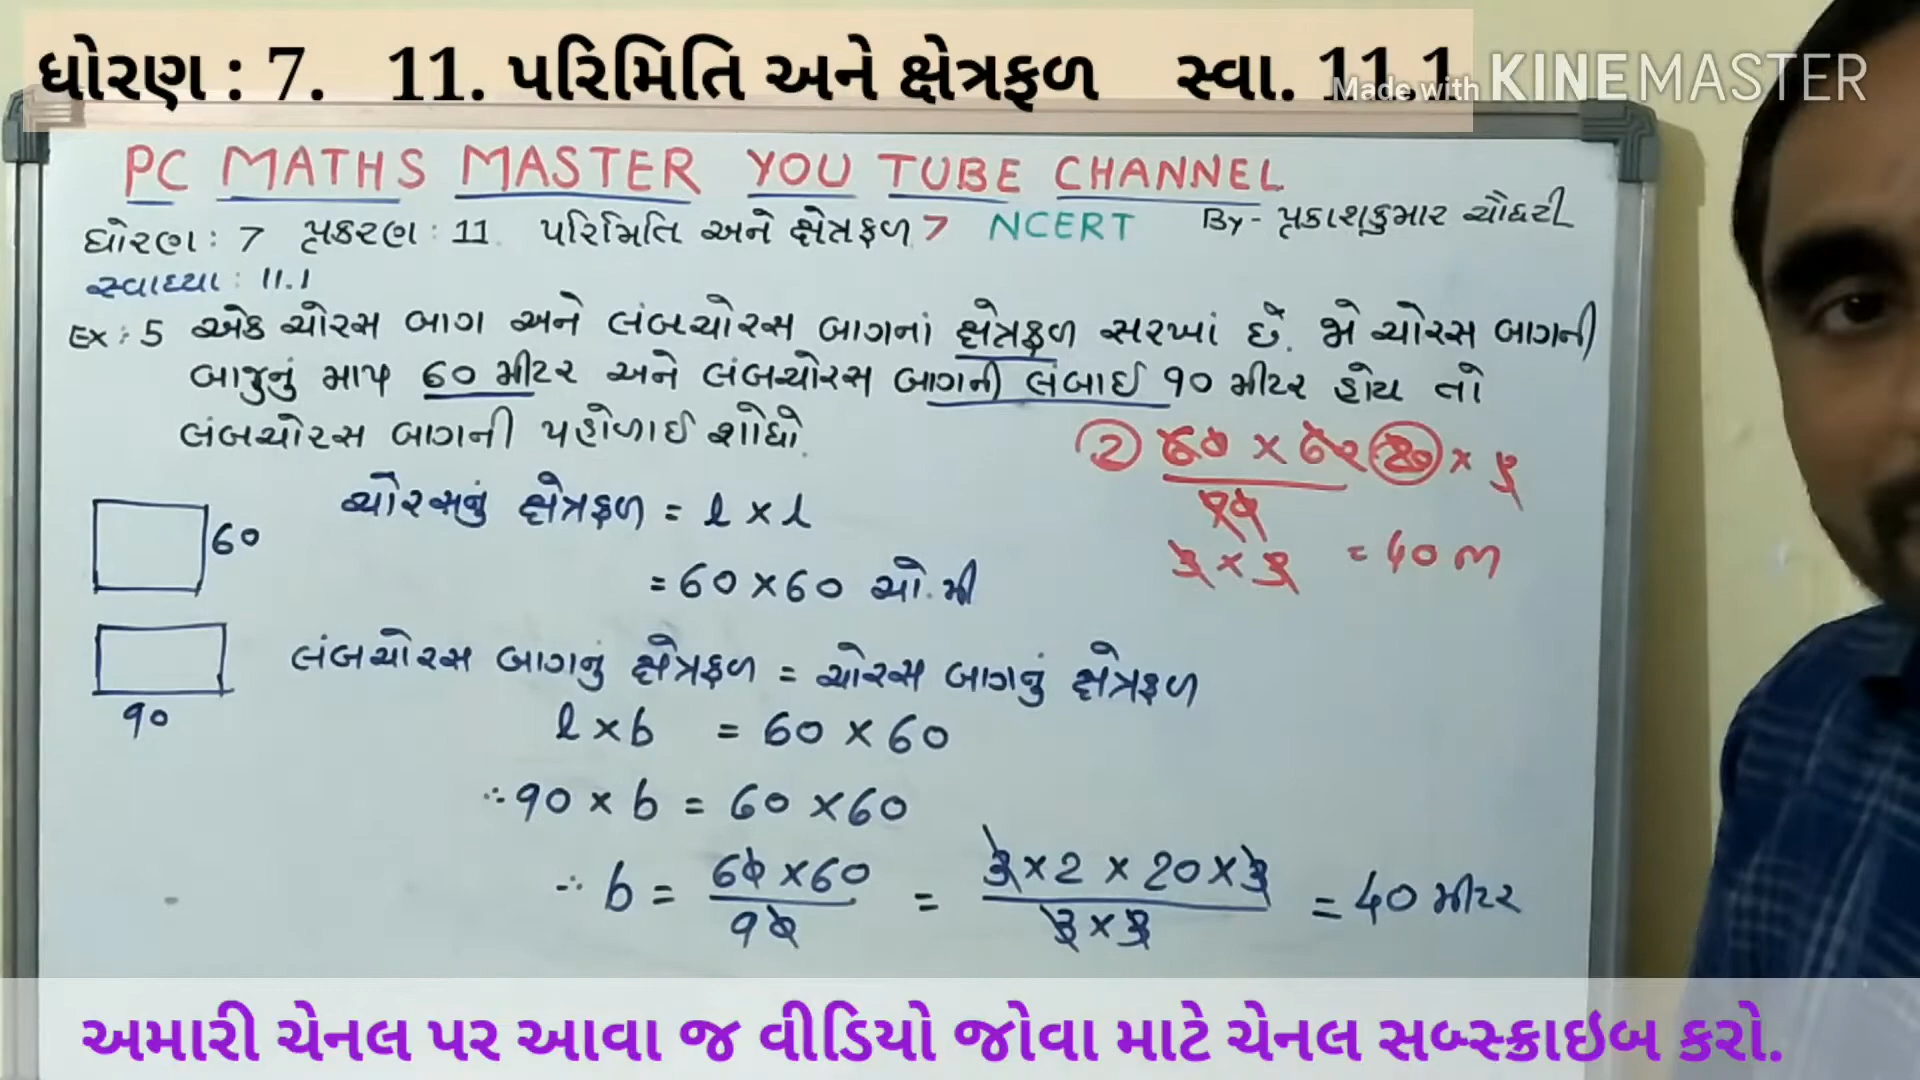 ધોરણ : 7. 11. પરિમિતિ અને ક્ષેત્રફળ સ્વા. 11.1
Made with KINEMASTER
PC MATHS MASTER YOU TUBE CHANNEL
ધોરણ : 7 પ્રકરણ : 11 પરિમિતિ અને ક્ષેત્રફળ 7 NCERT By - પ્રકાશકુમાર ચૌધરી
સ્વાધ્યા : 11.1
Ex : 5 એક ચોરસ બાગ અને લંબચોરસ બાગનાં ક્ષેત્રફળ સરખાં છે. જો ચોરસ બાગની
બાજુનું માપ 60 મીટર અને લંબચોરસ બાગની લંબાઈ 90 મીટર હોય તો
લંબચોરસ બાગની પહોળાઈ શોધો.
ચોરસનું ક્ષેત્રફળ = l × l
60
= 60 × 60 ચો.મી
= 40 m
લંબચોરસ બાગનું ક્ષેત્રફળ = ચોરસ બાગનું ક્ષેત્રફળ
90
l × b = 60 × 60
∴ 90 × b = 60 × 60
∴ b = 60 × 60 / 90 = 3 × 2 × 20 × 3 / 3 × 3 = 40 મીટર
અમારી ચેનલ પર આવા જ વીડિયો જોવા માટે ચેનલ સબ્સ્ક્રાઇબ કરો.